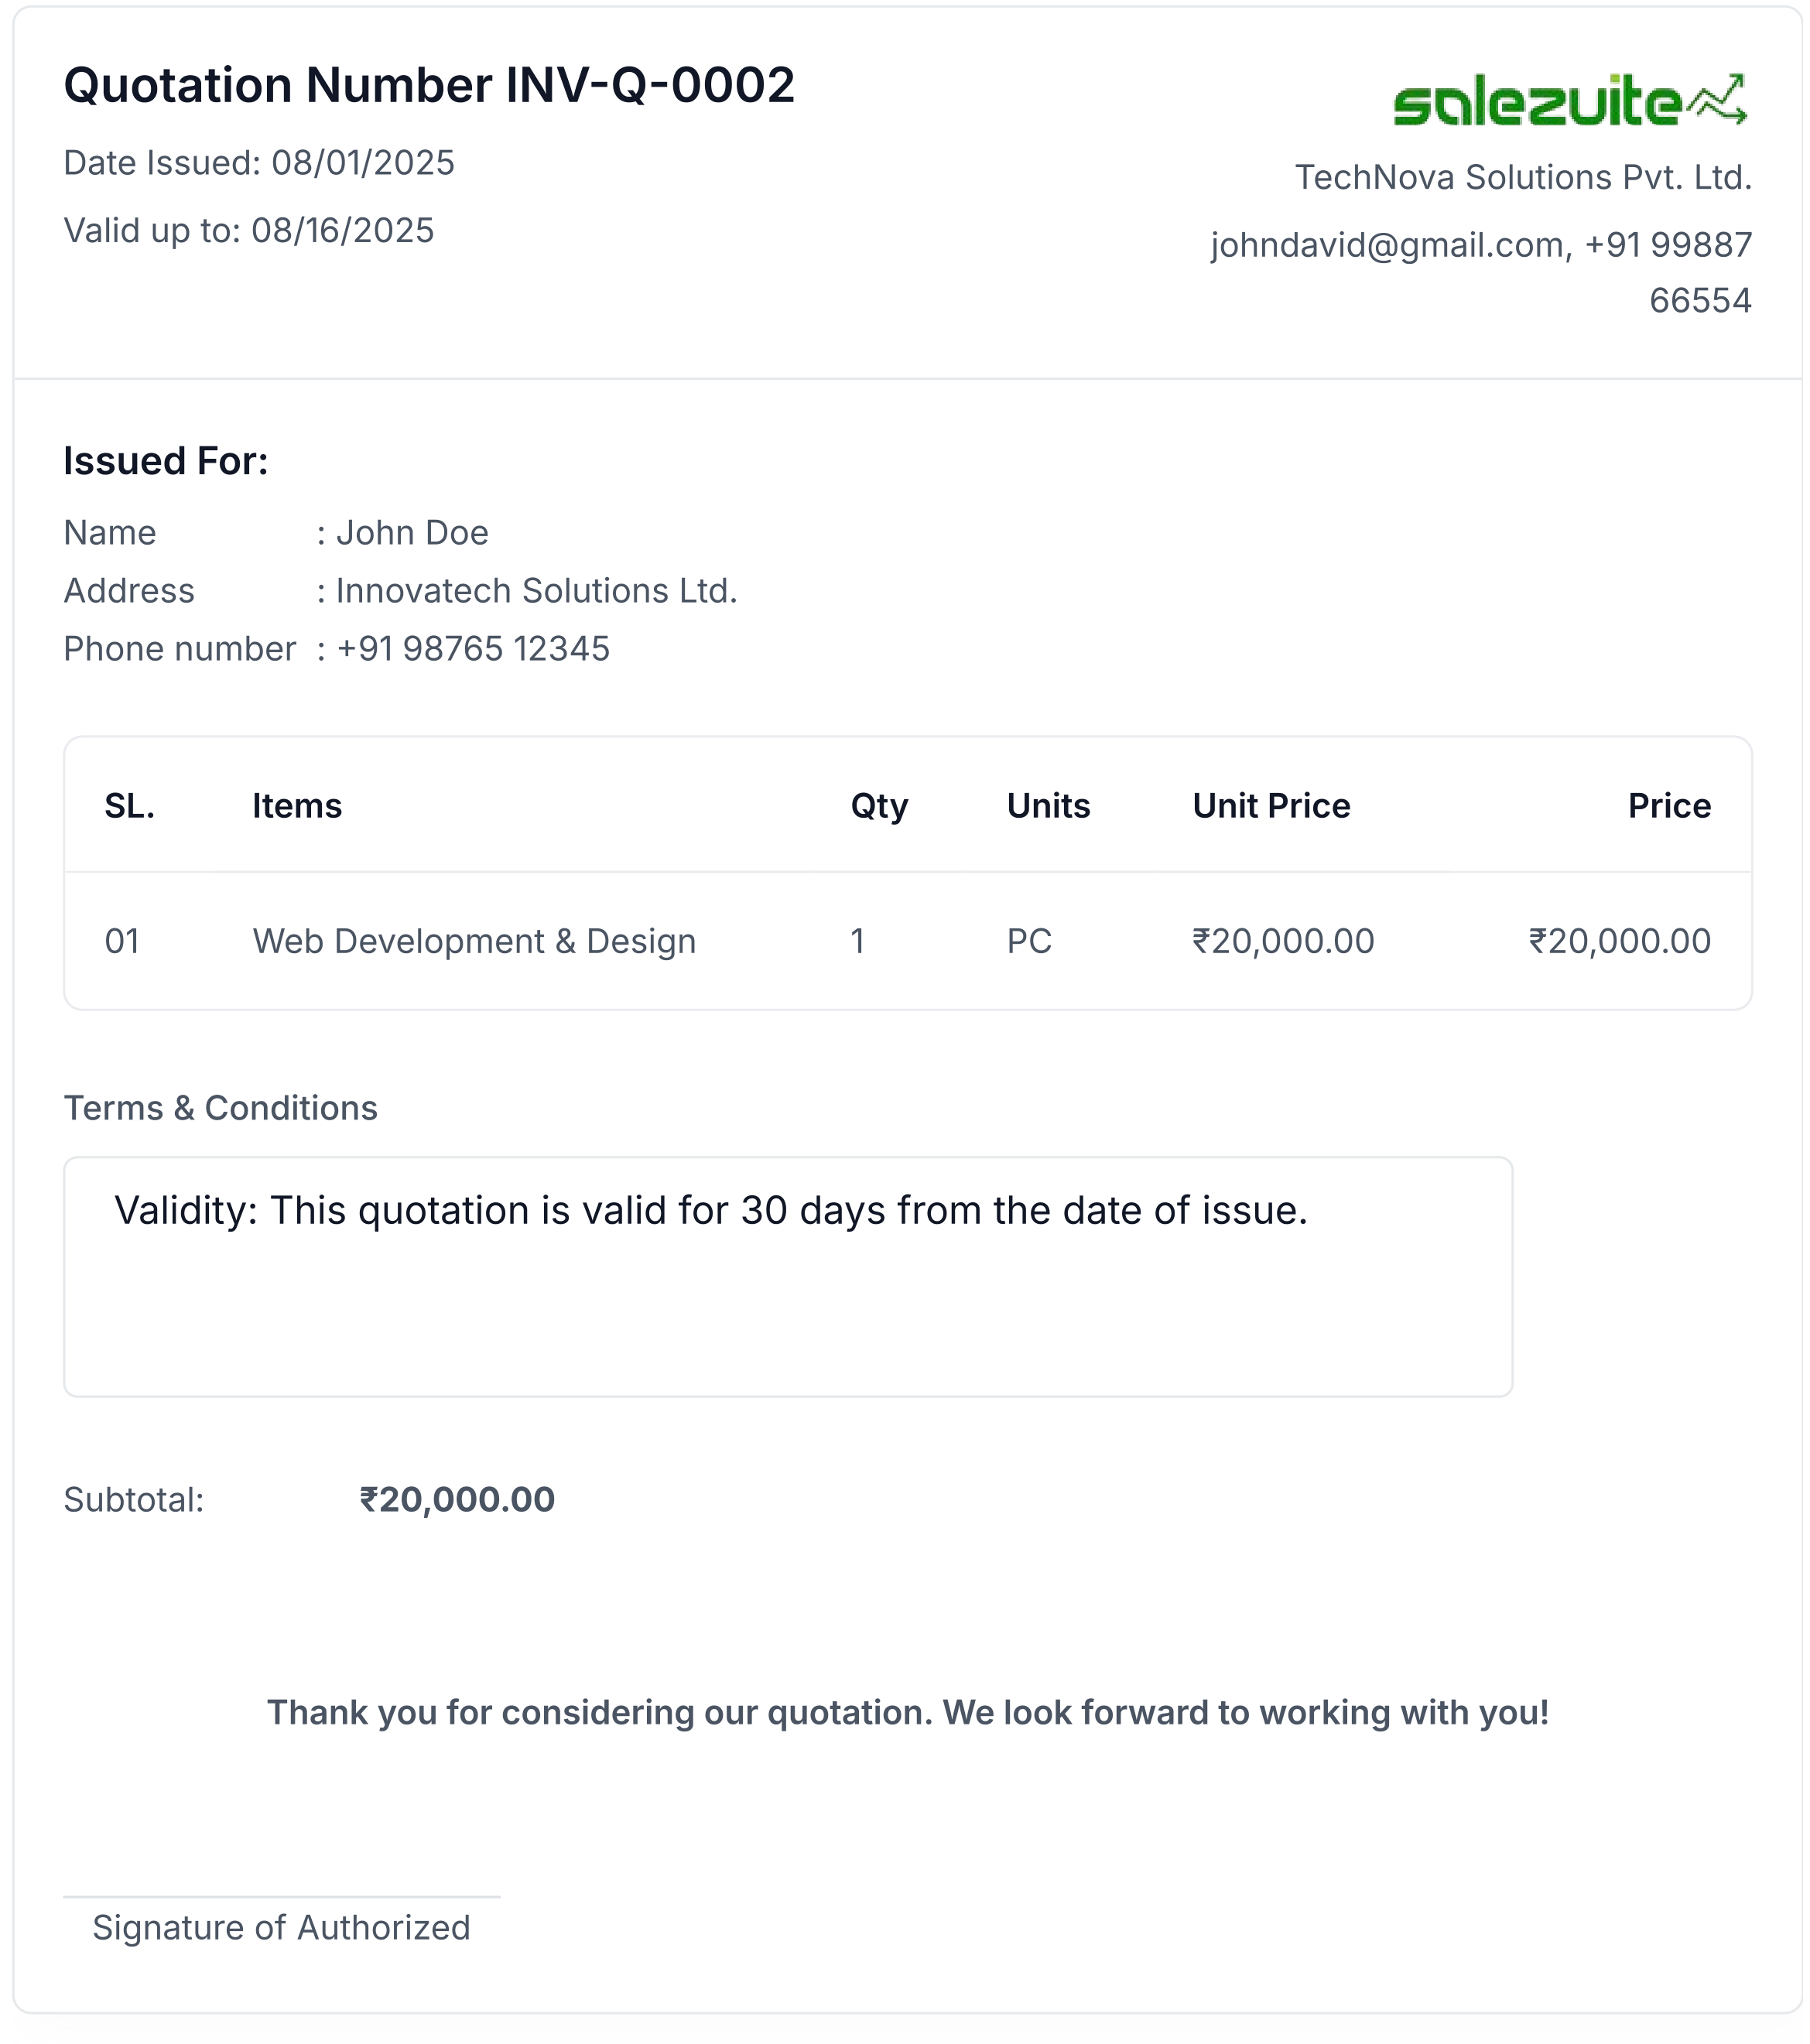 Quotation Number INV-Q-0002
Date Issued: 08/01/2025
Valid up to: 08/16/2025
salezuite
TechNova Solutions Pvt. Ltd.
johndavid@gmail.com, +91 99887
66554
Issued For:
Name : John Doe
Address : Innovatech Solutions Ltd.
Phone number : +91 98765 12345
SL. Items Qty Units Unit Price Price
01 Web Development & Design 1 PC ₹20,000.00 ₹20,000.00
Terms & Conditions
Validity: This quotation is valid for 30 days from the date of issue.
Subtotal: ₹20,000.00
Thank you for considering our quotation. We look forward to working with you!
Signature of Authorized